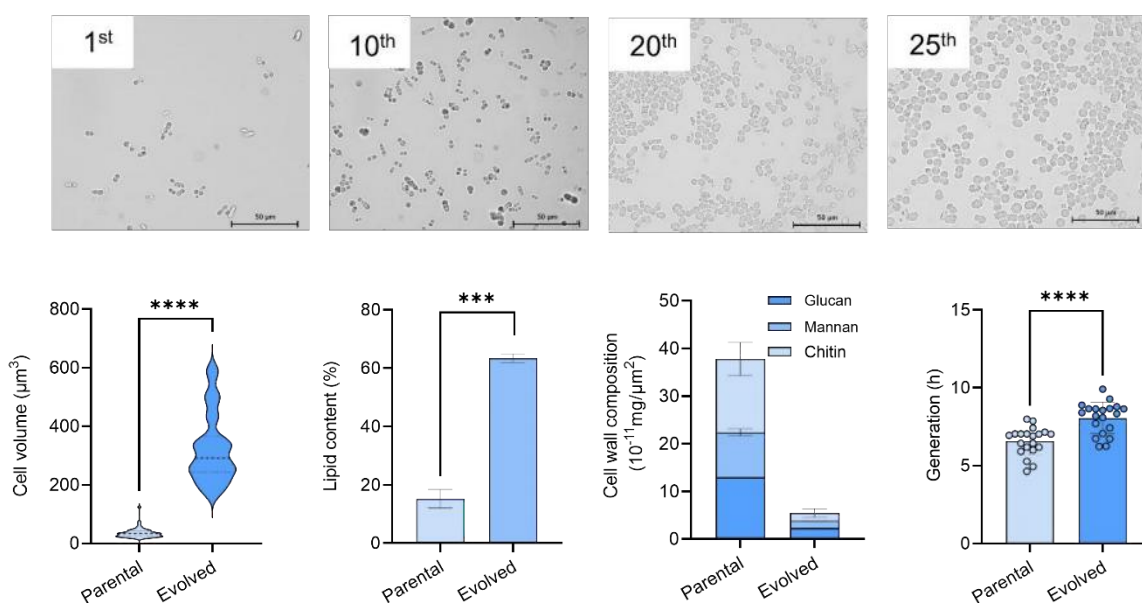 1st
10th
20th
25th
50 µm
50 µm
50 µm
50 µm
Cell volume (µm³)
800
600
400
200
0
****
Parental
Evolved
Lipid content (%)
80
60
40
20
0
***
Parental
Evolved
Cell wall composition
(10⁻¹¹mg/µm²)
50
40
30
20
10
0
Glucan
Mannan
Chitin
Parental
Evolved
Generation (h)
15
10
5
0
****
Parental
Evolved